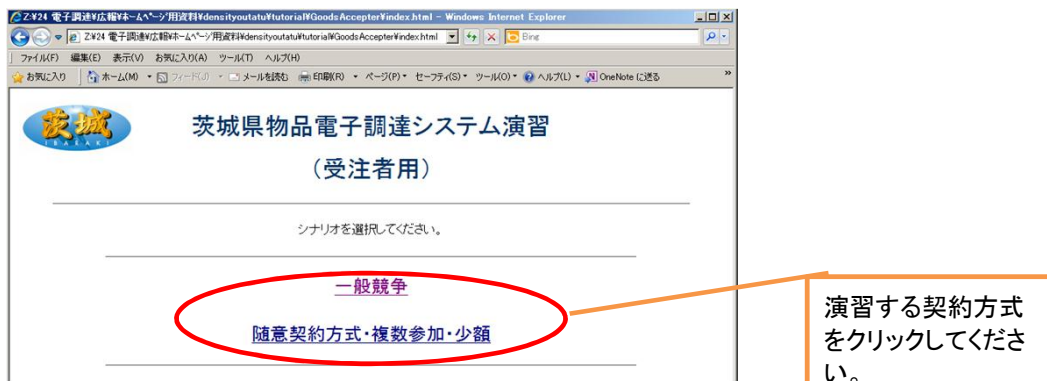 Z:¥24 電子調達¥広報¥ホームページ用資料¥densityoutatu¥tutorial¥GoodsAccepter¥index.html - Windows Internet Explorer
Z:¥24 電子調達¥広報¥ホームページ用資料¥densityoutatu¥tutorial¥GoodsAccepter¥index.html Bing
ファイル(F) 編集(E) 表示(V) お気に入り(A) ツール(T) ヘルプ(H)
お気に入り ホーム(M) フィード(J) メールを読む 印刷(R) ページ(P) セーフティ(S) ツール(O) ヘルプ(L) OneNote に送る »
茨城
IBARAKI
茨城県物品電子調達システム演習
(受注者用)
シナリオを選択してください。
一般競争
随意契約方式・複数参加・少額
演習する契約方式
をクリックしてくださ
い。